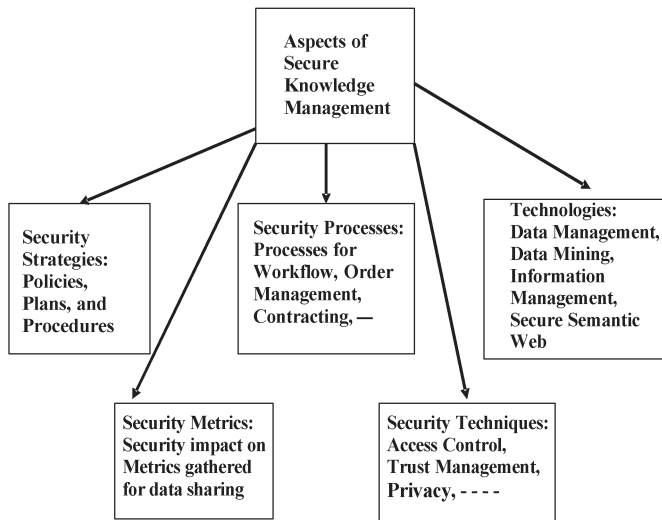 Aspects of
Secure
Knowledge
Management
Security
Strategies:
Policies,
Plans, and
Procedures
Security Processes:
Processes for
Workflow, Order
Management,
Contracting, —
Technologies:
Data Management,
Data Mining,
Information
Management,
Secure Semantic
Web
Security Metrics:
Security impact on
Metrics gathered
for data sharing
Security Techniques:
Access Control,
Trust Management,
Privacy, - - - -